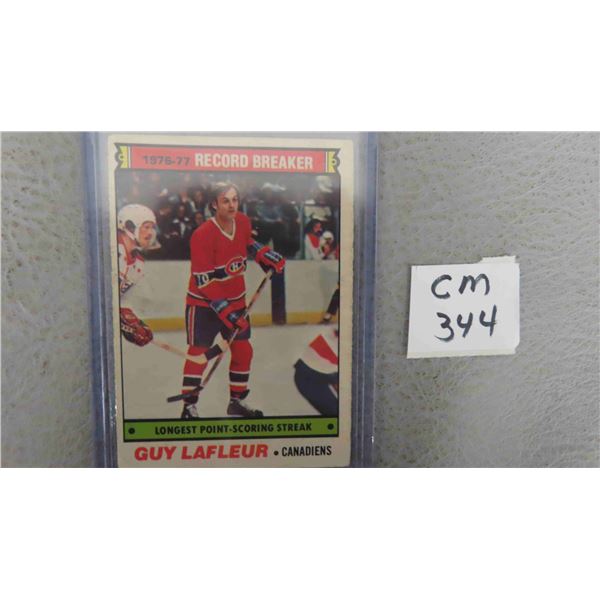 1976-77 RECORD BREAKER
LONGEST POINT-SCORING STREAK
GUY LAFLEUR • CANADIENS
CM
344